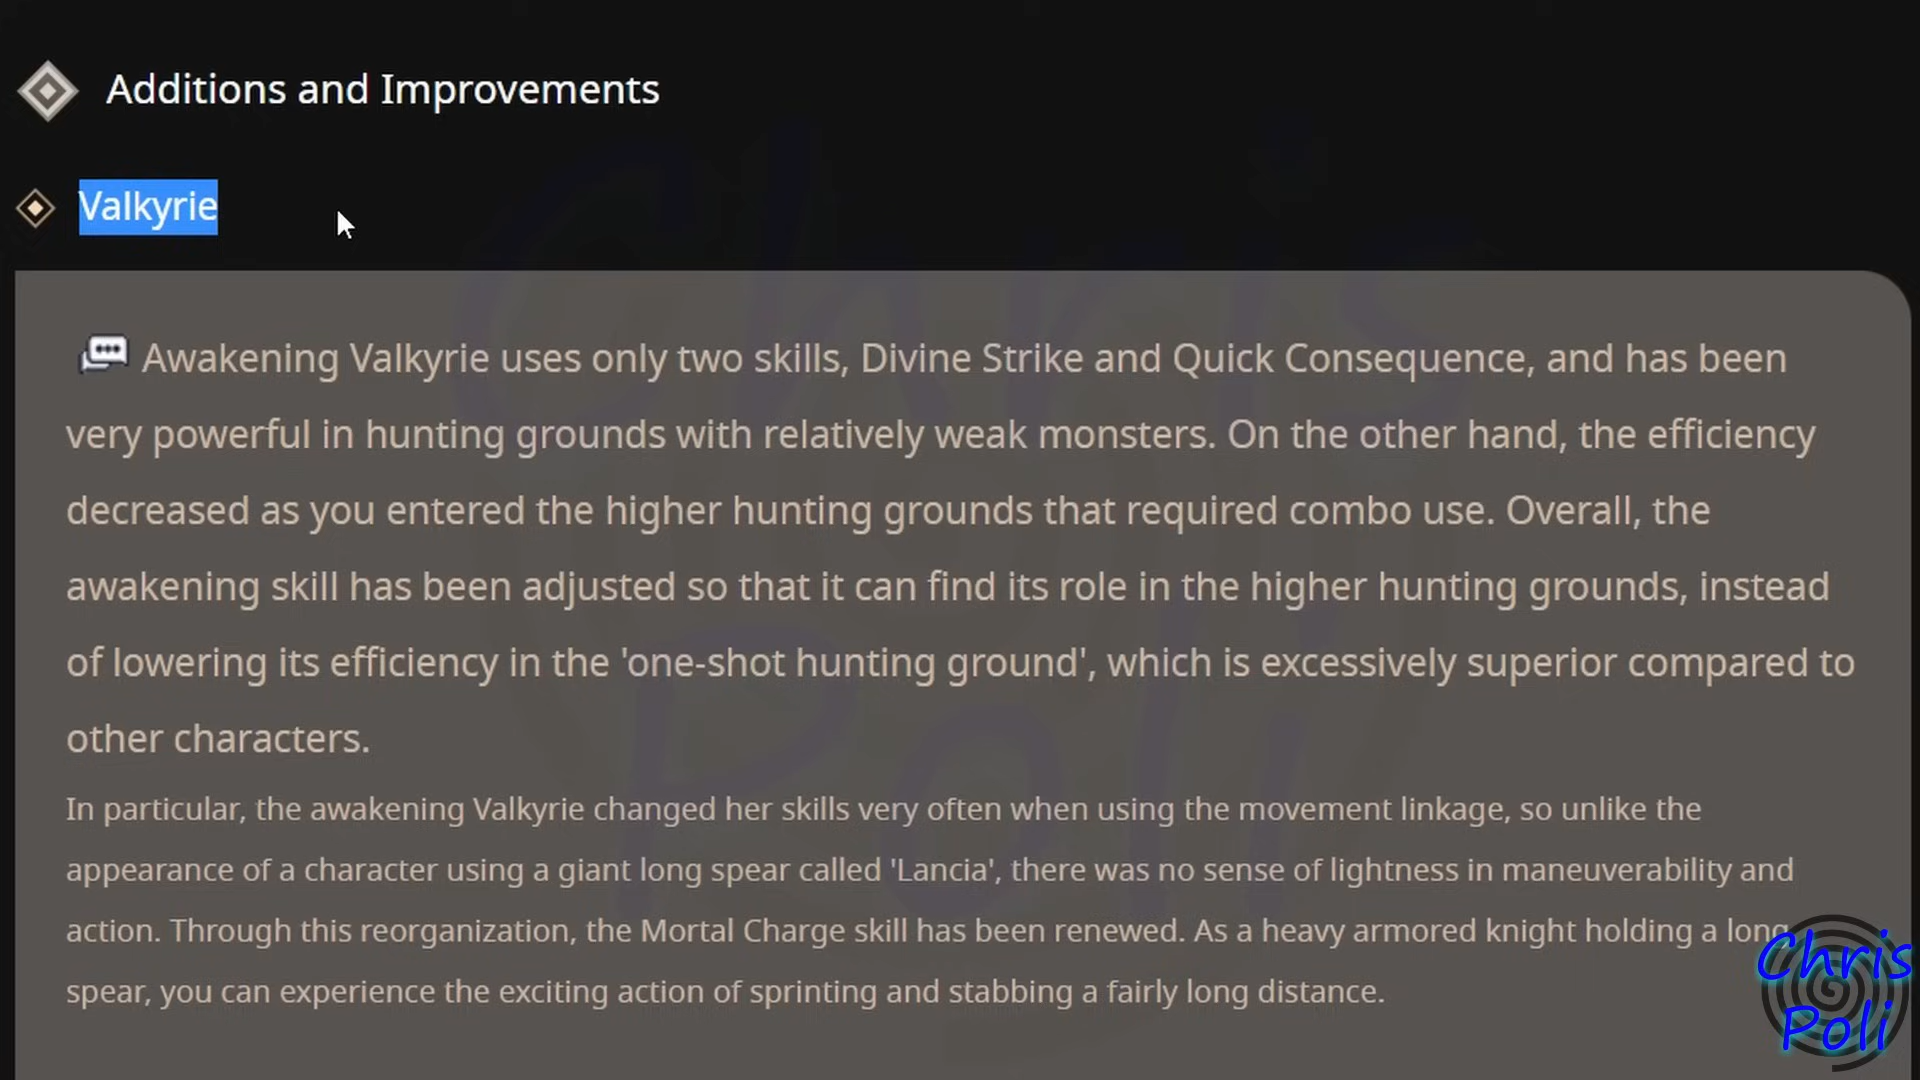 Additions and Improvements
Valkyrie
Awakening Valkyrie uses only two skills, Divine Strike and Quick Consequence, and has been
very powerful in hunting grounds with relatively weak monsters. On the other hand, the efficiency
decreased as you entered the higher hunting grounds that required combo use. Overall, the
awakening skill has been adjusted so that it can find its role in the higher hunting grounds, instead
of lowering its efficiency in the 'one-shot hunting ground', which is excessively superior compared to
other characters.
In particular, the awakening Valkyrie changed her skills very often when using the movement linkage, so unlike the
appearance of a character using a giant long spear called 'Lancia', there was no sense of lightness in maneuverability and
action. Through this reorganization, the Mortal Charge skill has been renewed. As a heavy armored knight holding a long
spear, you can experience the exciting action of sprinting and stabbing a fairly long distance.
Chris
Poli
Chris
Poli